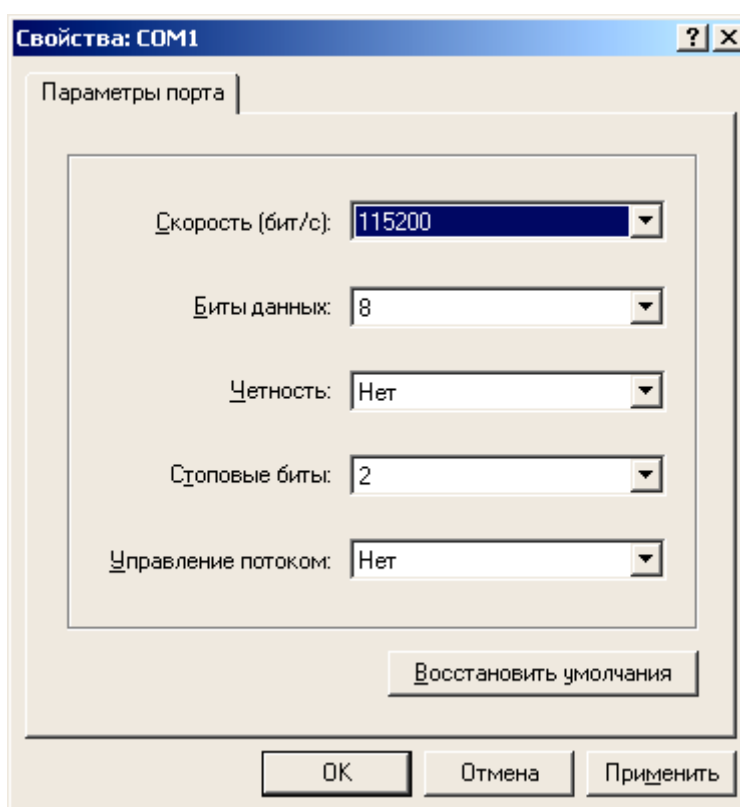 Свойства: COM1
Параметры порта
Скорость (бит/с): 115200
Биты данных: 8
Четность: Нет
Стоповые биты: 2
Управление потоком: Нет
Восстановить умолчания
OK Отмена Применить